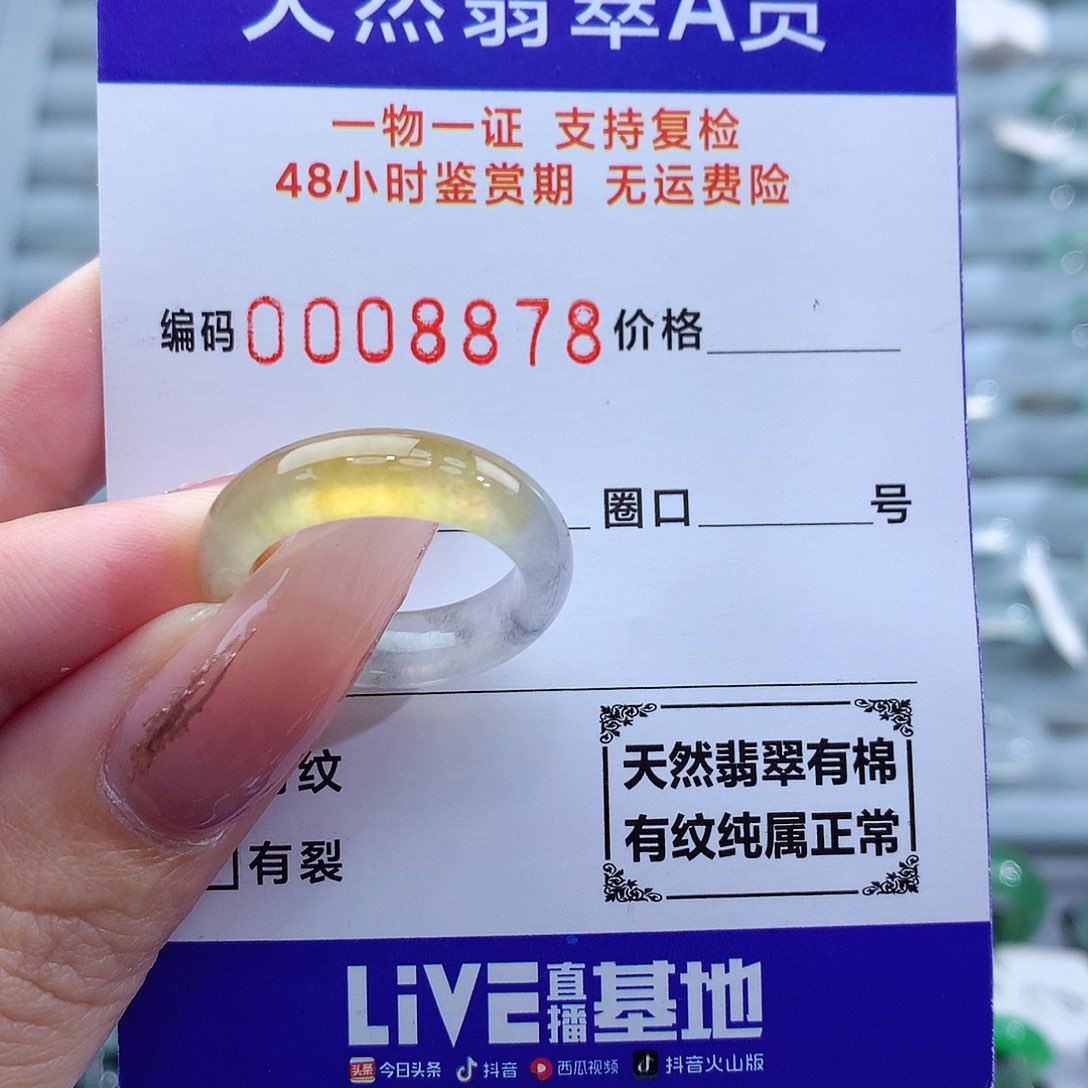 天然翡翠A货
一物一证 支持复检
48小时鉴赏期 无运费险
编码0008878价格
圈口 号
纹
有裂
天然翡翠有棉
有纹纯属正常
LiVE直播基地
头条 今日头条 抖音 西瓜视频 抖音火山版